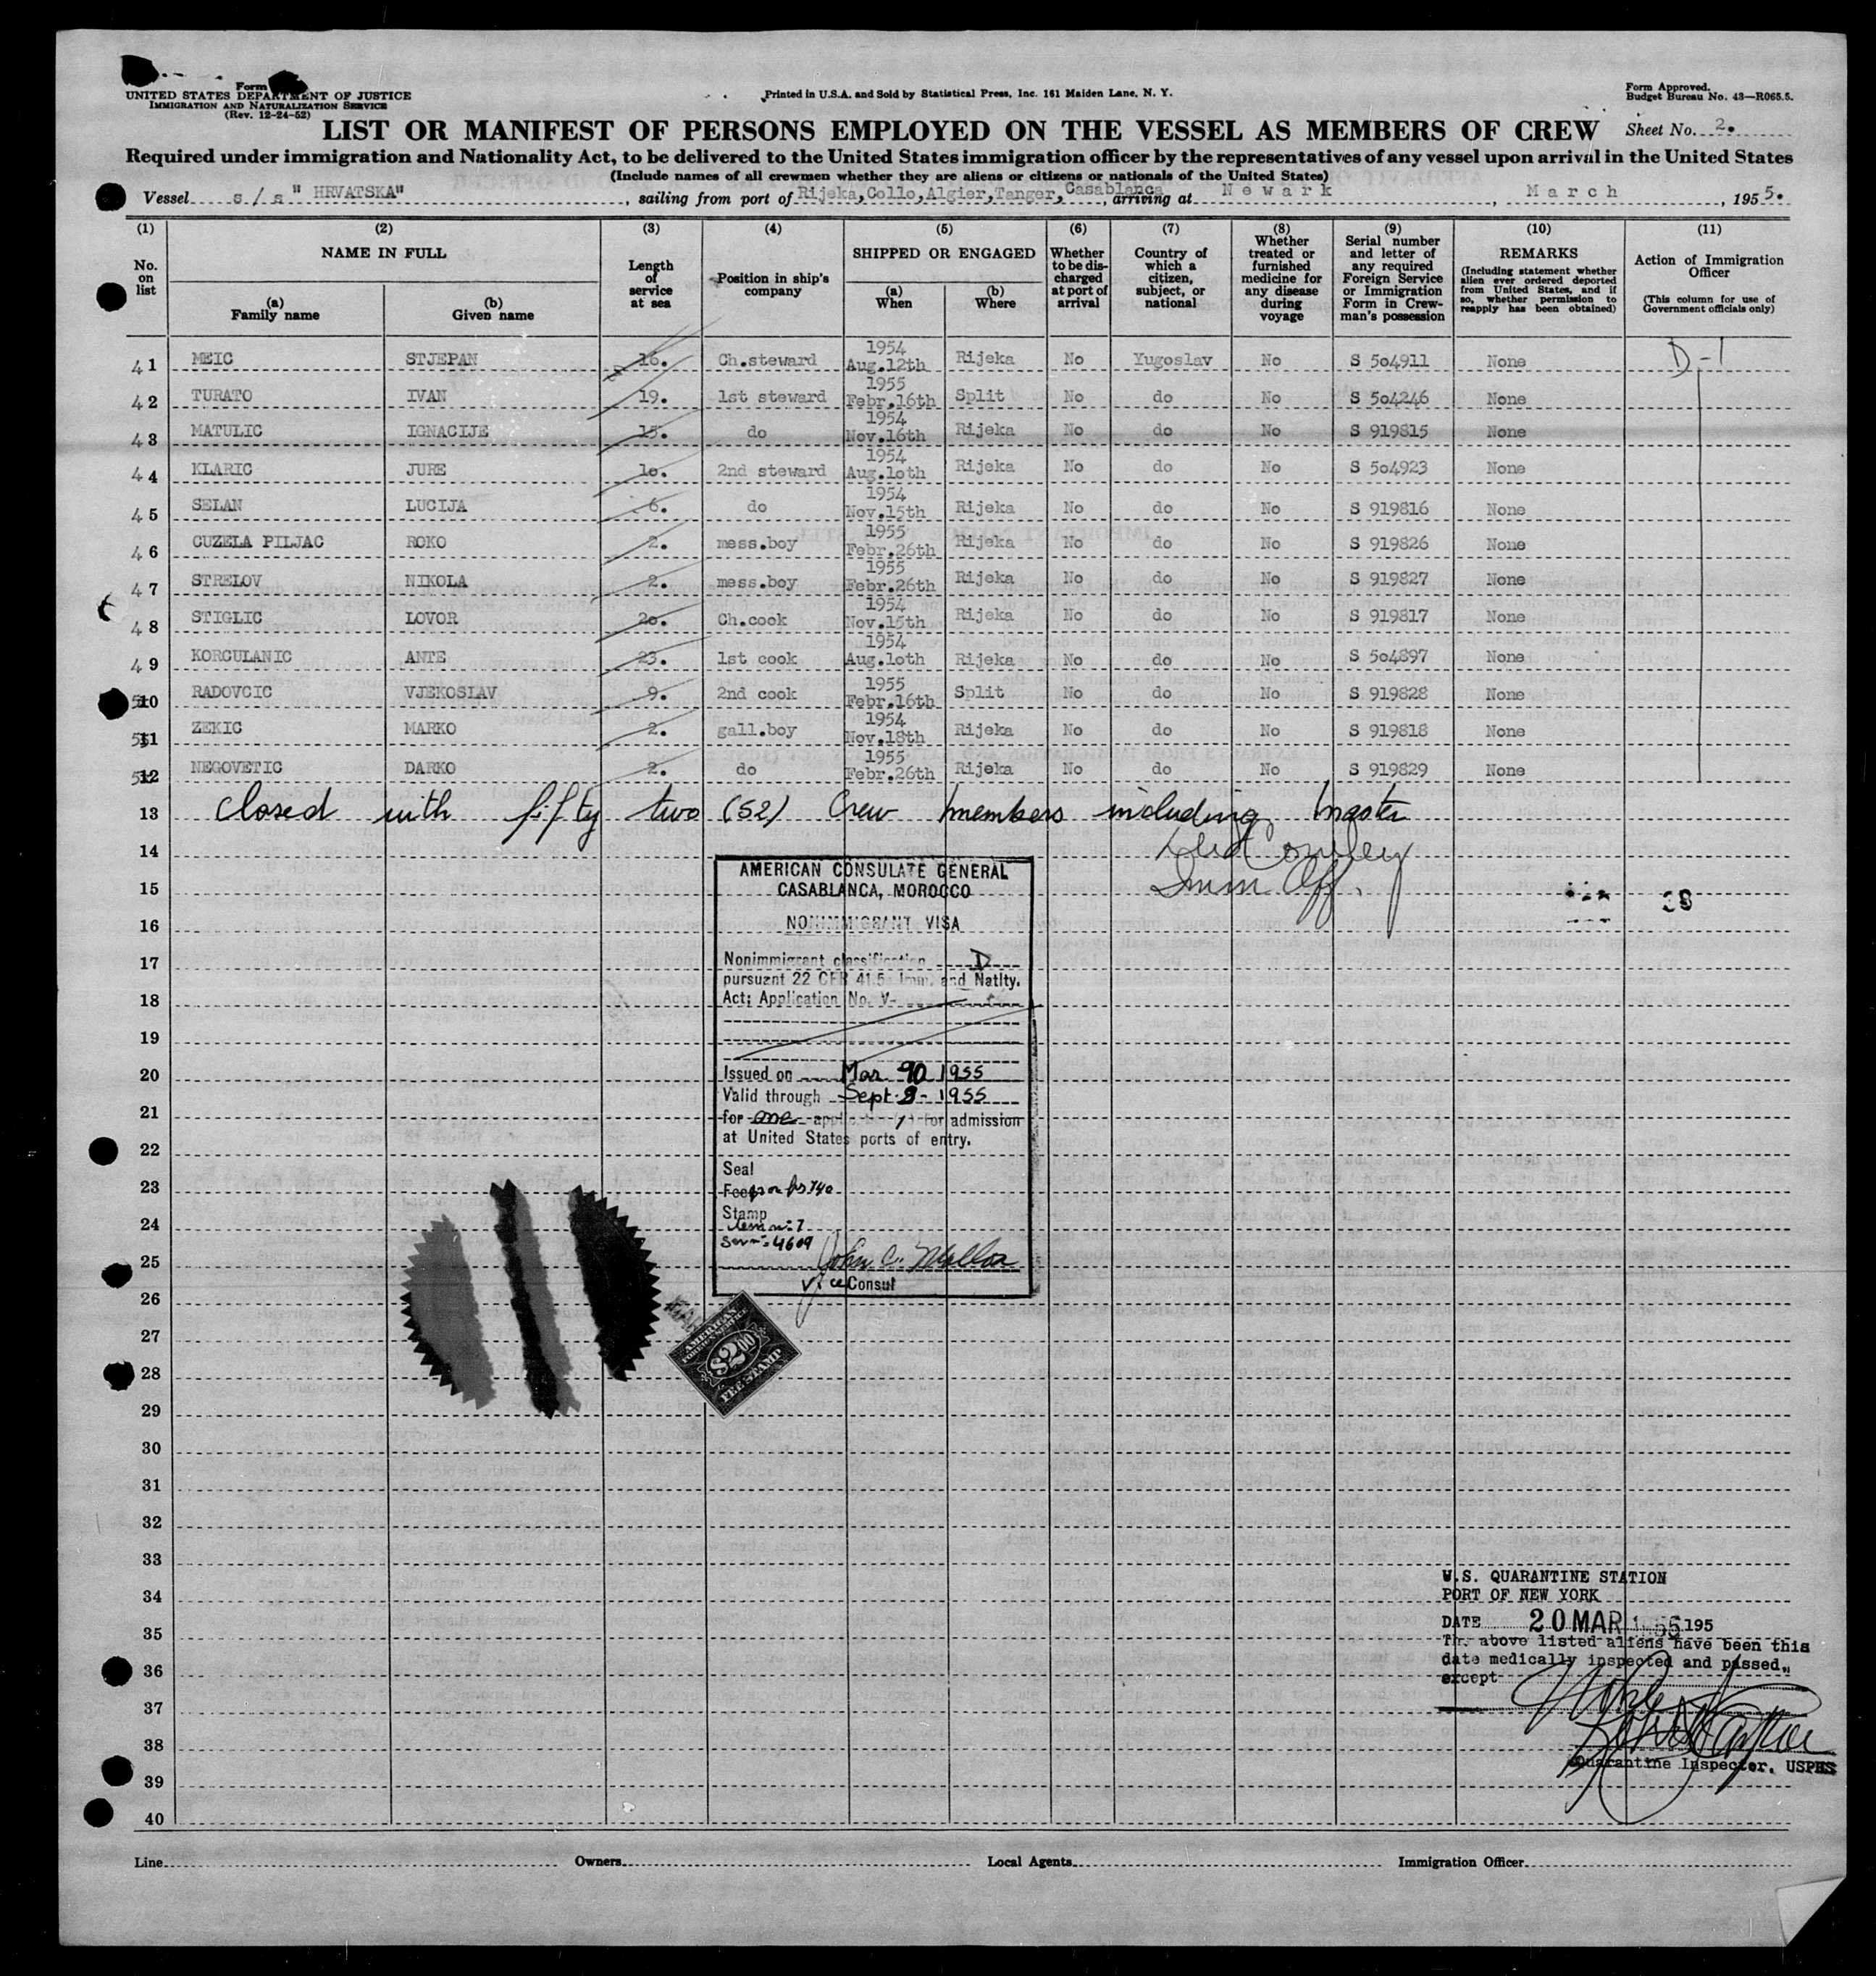 Form
UNITED STATES DEPARTMENT OF JUSTICE
IMMIGRATION AND NATURALIZATION SERVICE
(Rev. 12-24-52)
Printed in U.S.A. and Sold by Statistical Press, Inc. 161 Maiden Lane, N. Y.
Form Approved.
Budget Bureau No. 43—R065.5.
LIST OR MANIFEST OF PERSONS EMPLOYED ON THE VESSEL AS MEMBERS OF CREW
Sheet No. 2.
Required under immigration and Nationality Act, to be delivered to the United States immigration officer by the representatives of any vessel upon arrival in the United States
(Include names of all crewmen whether they are aliens or citizens or nationals of the United States)
Vessel s/s" HRVATSKA", sailing from port of Rijeka,Collo,Algier,Tanger,Casablanca, arriving at Newark, March, 1955.
(1) No. on list
(2) NAME IN FULL
(a) Family name
(b) Given name
(3) Length of service at sea
(4) Position in ship's company
(5) SHIPPED OR ENGAGED
(a) When
(b) Where
(6) Whether to be discharged at port of arrival
(7) Country of which a citizen, subject, or national
(8) Whether treated or furnished medicine for any disease during voyage
(9) Serial number and letter of any required Foreign Service or Immigration Form in Crewman's possession
(10) REMARKS
(Including statement whether alien ever ordered deported from United States, and if so, whether permission to reapply has been obtained)
(11) Action of Immigration Officer
(This column for use of Government officials only)
41 MEIC STJEPAN 16. Ch.steward 1954 Aug.12th Rijeka No Yugoslav No S 504911 None D-1
42 TURATO IVAN 19. 1st steward 1955 Febr.16th Split No do No S 504246 None
43 MATULIC IGNACIJE 15. do 1954 Nov.16th Rijeka No do No S 919815 None
44 KLARIC JURE 1o. 2nd steward 1954 Aug.1oth Rijeka No do No S 504923 None
45 SELAN LUCIJA 6. do 1954 Nov.15th Rijeka No do No S 919816 None
46 CUZELA PILJAC ROKO 2. mess.boy 1955 Febr.26th Rijeka No do No S 919826 None
47 STRELOV NIKOLA 2. mess.boy 1955 Febr.26th Rijeka No do No S 919827 None
48 STIGLIC LOVOR 2o. Ch.cook 1954 Nov.15th Rijeka No do No S 919817 None
49 KORCULANIC ANTE 23. 1st cook 1954 Aug.1oth Rijeka No do No S 504897 None
10 RADOVCIC VJEKOSLAV 9. 2nd cook 1955 Febr.16th Split No do No S 919828 None
11 ZEKIC MARKO 2. gall.boy 1954 Nov.18th Rijeka No do No S 919818 None
12 NEGOVETIC DARKO 2. do 1955 Febr.26th Rijeka No do No S 919829 None
13 Closed with fifty two (52) Crew members including Master
14
Imm Off.
15
AMERICAN CONSULATE GENERAL
CASABLANCA, MOROCCO
16
NONIMMIGRANT VISA
17
Nonimmigrant classification D
pursuant 22 CFR 41.5 Imm. and Natlty.
18
Act; Application No. V-
19
20
Issued on Mar 1955
Valid through Sept 9-1955
21
for one for admission
at United States ports of entry.
22
Seal
23
Fee
24
Stamp
Item no: 7
Serv no: 4609
25
Vice Consul
26
27
AMERICAN
FOREIGN SERVICE
$2.00
FEE STAMP
28
29
30
31
32
33
34
35
36
37
38
39
40
U.S. QUARANTINE STATION
PORT OF NEW YORK
DATE 20 MAR 195
The above listed aliens have been this
date medically inspected and passed,
except
Quarantine Inspector, USPHS
Line
Owners
Local Agents
Immigration Officer